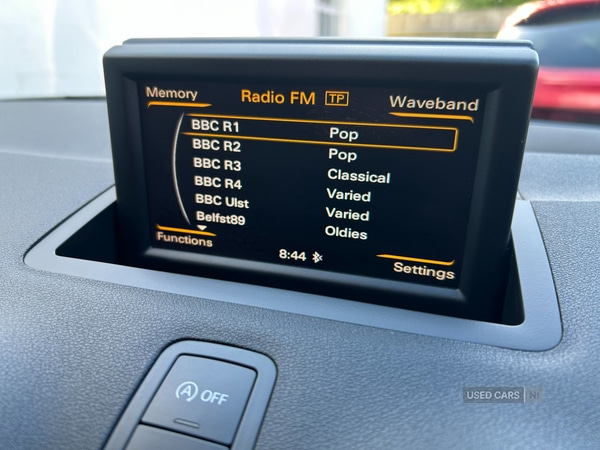 Memory
Radio FM TP
Waveband
BBC R1 Pop
BBC R2 Pop
BBC R3 Classical
BBC R4 Varied
BBC Ulst Varied
Belfst89 Oldies
Functions
8:44
Settings
A OFF
USED CARS NI